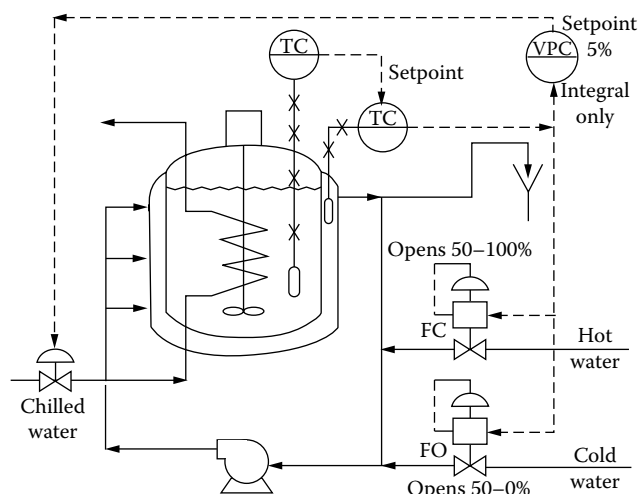 Setpoint
5%
TC
VPC
Setpoint
Integral
only
TC
Opens 50–100%
FC
Hot
water
Chilled
water
FO
Cold
water
Opens 50–0%